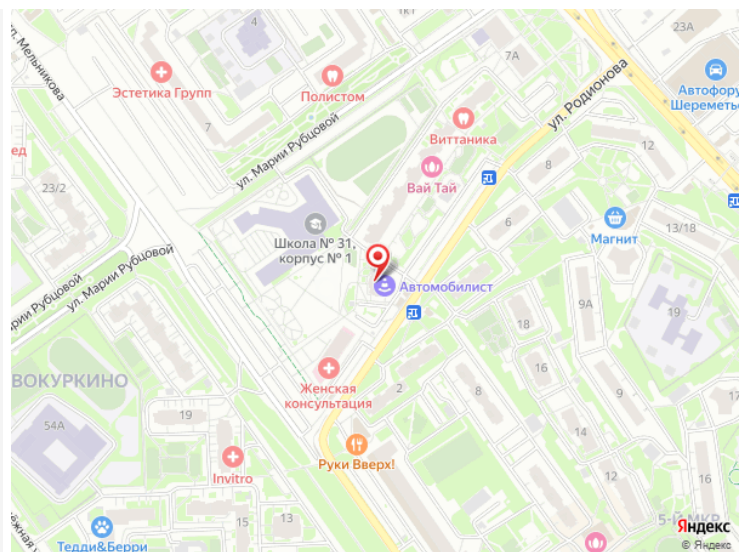 4
23А
ул. Мельникова
7А
Эстетика Групп
Полистом
Автофору
Шереметье
ул. Родионова
7
ул. Марии Рубцовой
Виттаника
12
ед
8
Вай Тай
23/2
6
13/18
Школа № 31,
корпус № 1
Магнит
ул. Марии Рубцовой
Автомобилист
9А
19
рии Рубцовой
18
16
ВОКУРКИНО
Женская
консультация
2
8
9
19
54А
Руки Вверх!
14
12
16
Invitro
15
13
5-Й МКР
Яндекс
Тедди&Берри
© Яндекс